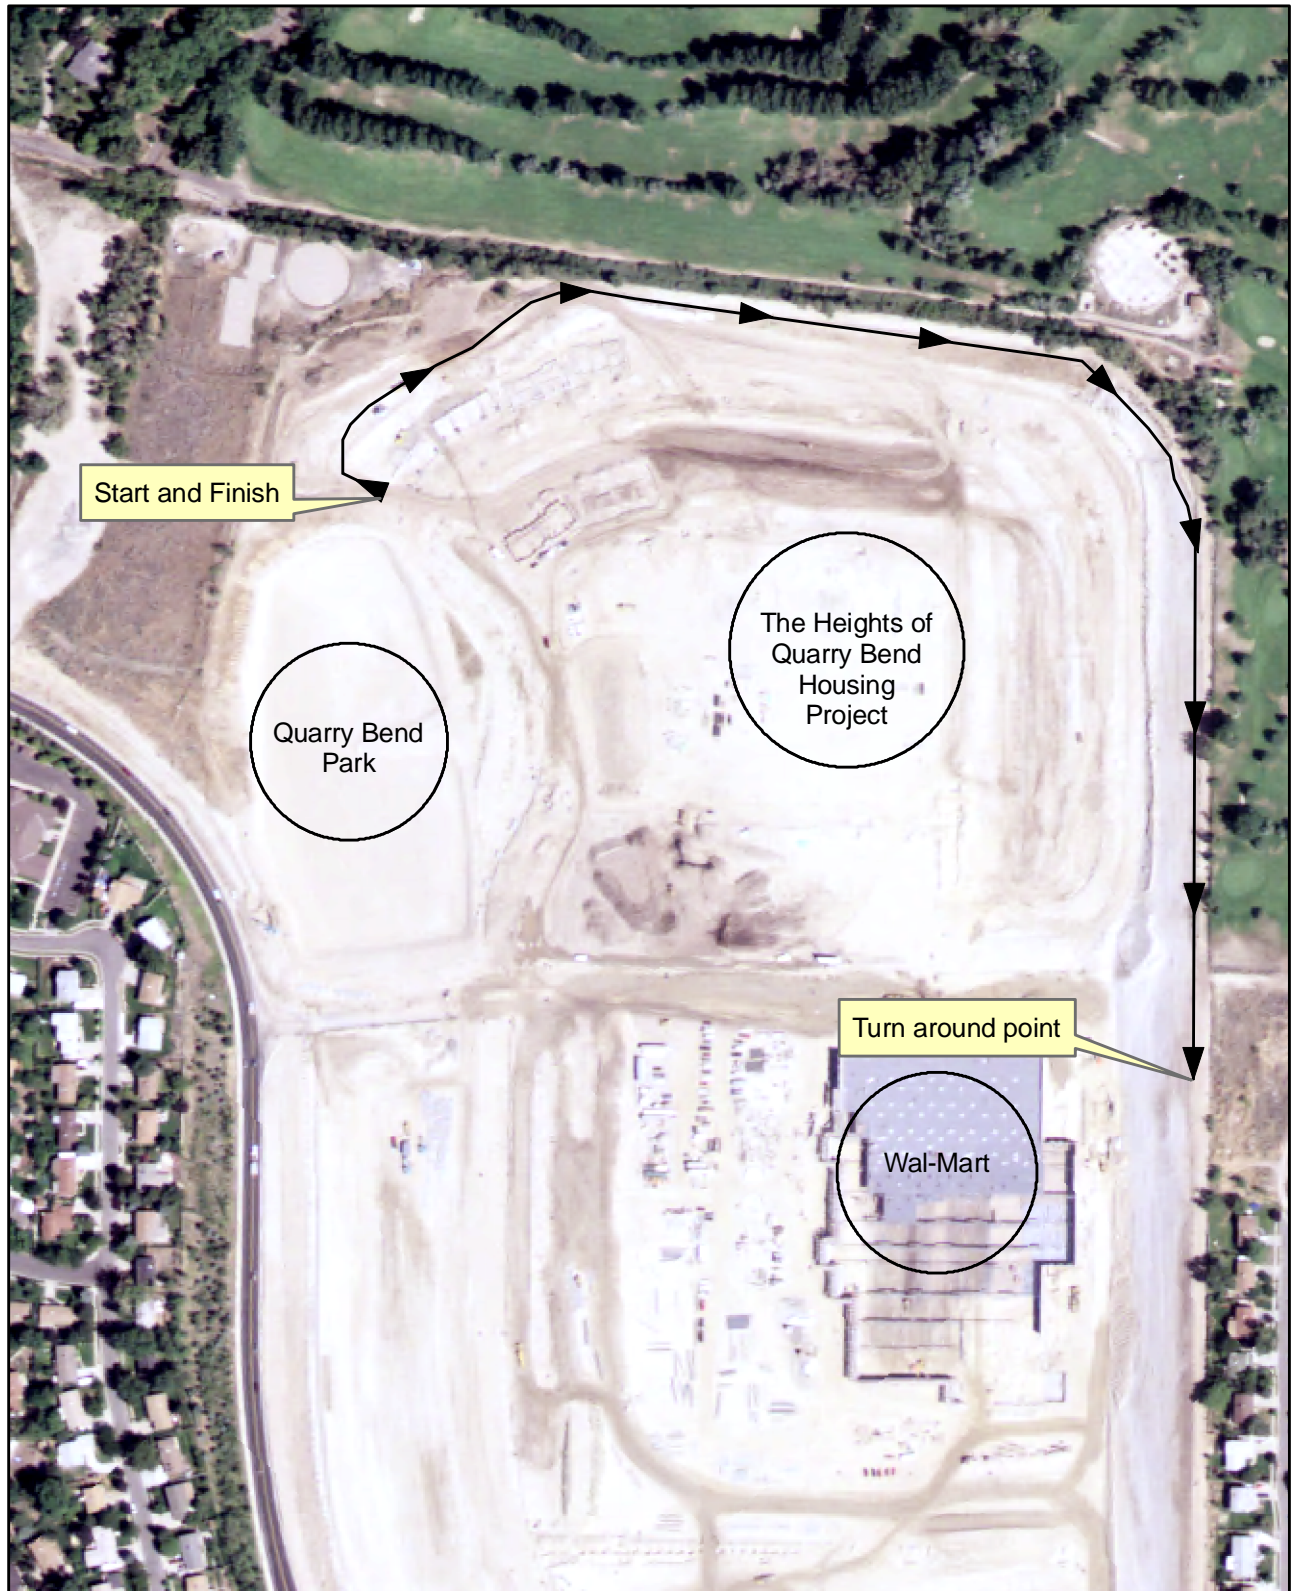 Start and Finish
The Heights of
Quarry Bend
Housing
Project
Quarry Bend
Park
Turn around point
Wal-Mart